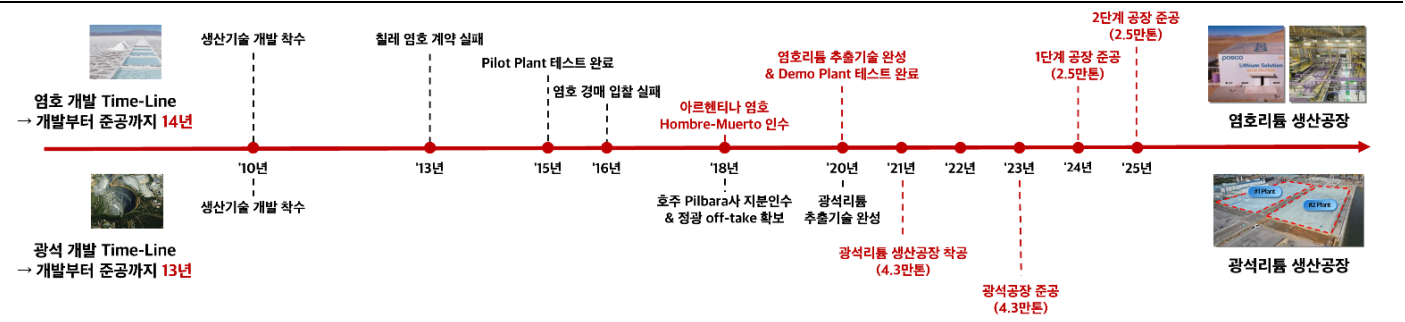 염호 개발 Time-Line
→ 개발부터 준공까지 14년
생산기술 개발 착수
칠레 염호 계약 실패
Pilot Plant 테스트 완료
염호 경매 입찰 실패
아르헨티나 염호
Hombre-Muerto 인수
염호리튬 추출기술 완성
& Demo Plant 테스트 완료
1단계 공장 준공
(2.5만톤)
2단계 공장 준공
(2.5만톤)
posco
Lithium Solution
염호리튬 생산공장
'10년
'13년
'15년
'16년
'18년
'20년
'21년
'22년
'23년
'24년
'25년
광석 개발 Time-Line
→ 개발부터 준공까지 13년
생산기술 개발 착수
호주 Pilbara사 지분인수
& 정광 off-take 확보
광석리튬
추출기술 완성
광석리튬 생산공장 착공
(4.3만톤)
광석공장 준공
(4.3만톤)
#1 Plant
#2 Plant
광석리튬 생산공장